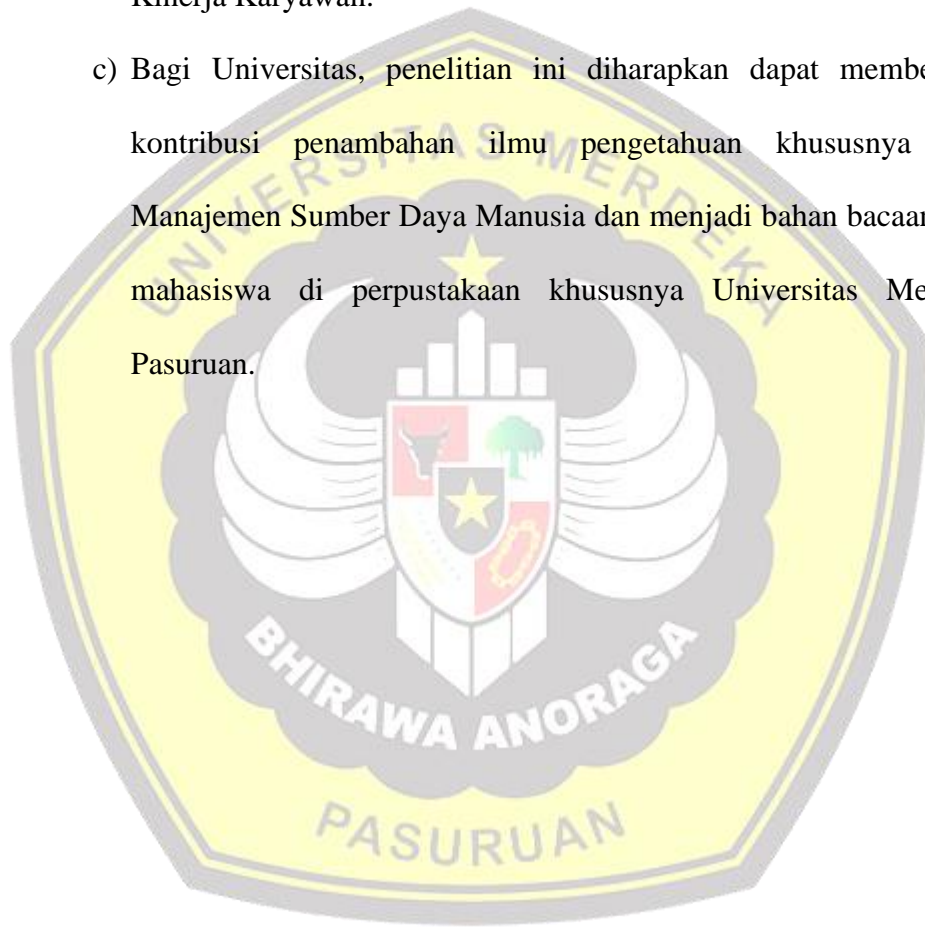 Kinerja Karyawan.
c) Bagi Universitas, penelitian ini diharapkan dapat membe
kontribusi penambahan ilmu pengetahuan khususnya
Manajemen Sumber Daya Manusia dan menjadi bahan bacaan
mahasiswa di perpustakaan khususnya Universitas Me
Pasuruan.
UNIVERSITAS MERDEKA
BHIRAWA ANORAGA
PASURUAN